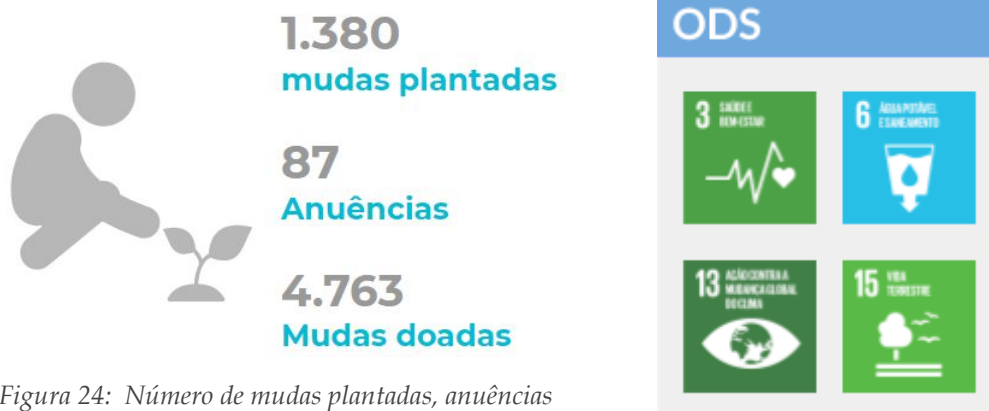 1.380
mudas plantadas
87
Anuências
4.763
Mudas doadas
Figura 24: Número de mudas plantadas, anuências
ODS
3 SAÚDE E
BEM-ESTAR
6 ÁGUA POTÁVEL
E SANEAMENTO
13 AÇÃO CONTRA A
MUDANÇA GLOBAL
DO CLIMA
15 VIDA
TERRESTRE